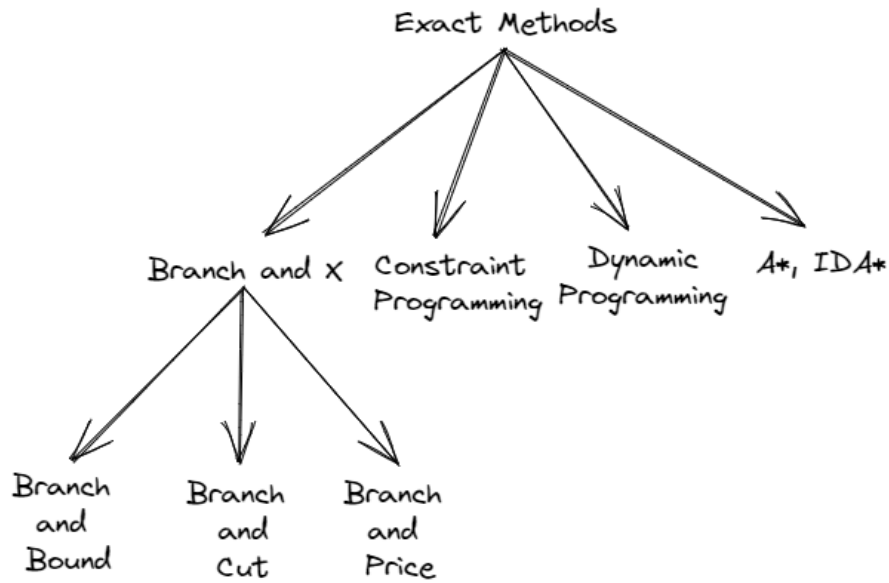 Exact Methods
Branch and X
Constraint
Programming
Dynamic
Programming
A*, IDA*
Branch
and
Bound
Branch
and
Cut
Branch
and
Price